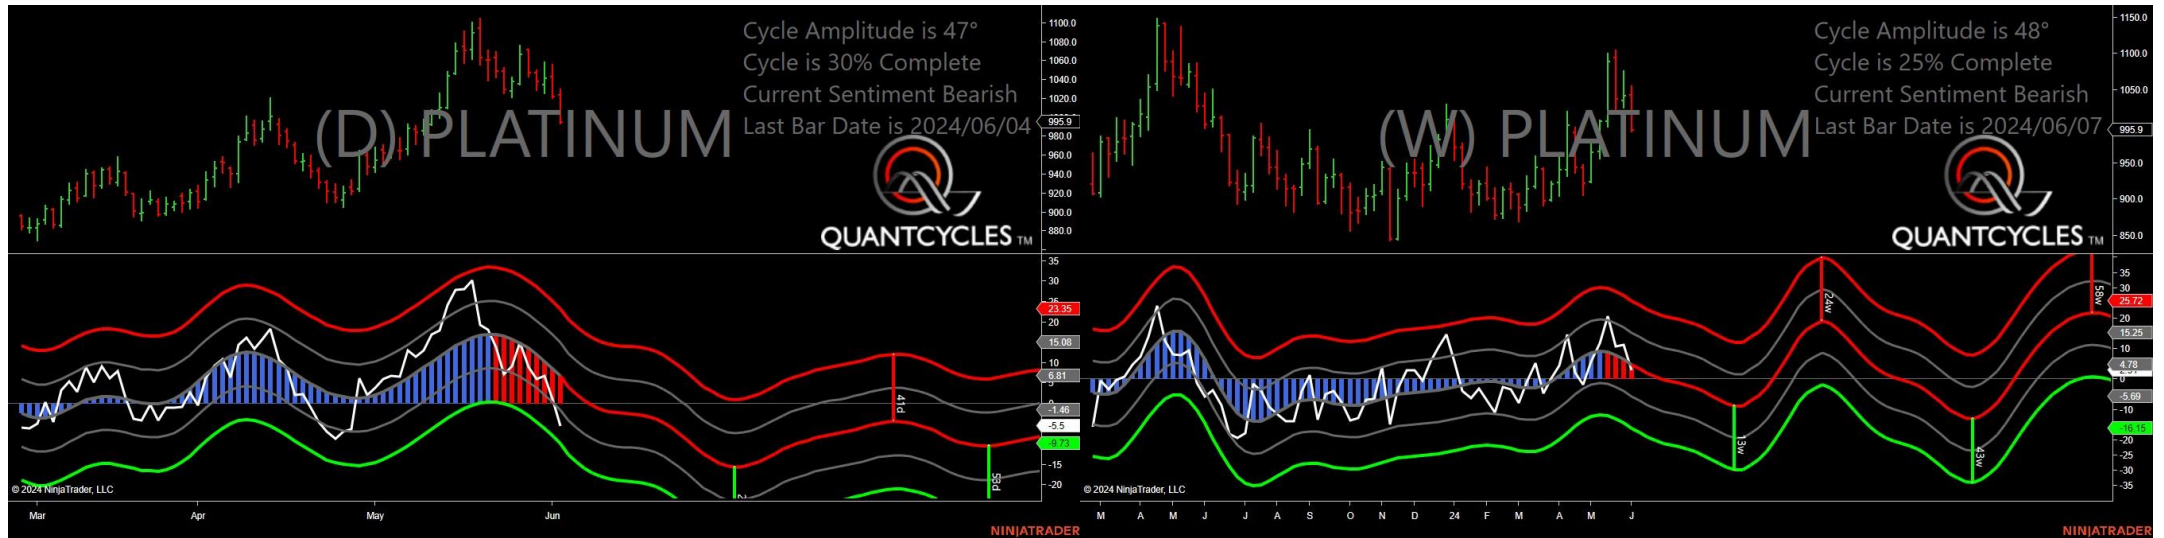 Cycle Amplitude is 47°
Cycle is 30% Complete
Current Sentiment Bearish
Last Bar Date is 2024/06/04
(D) PLATINUM
QUANTCYCLES TM
1100.0
1080.0
1060.0
1040.0
1020.0
995.9
980.0
960.0
940.0
920.0
900.0
880.0
35
30
23.35
20
15.08
10
6.81
-1.46
-5.5
-9.73
-15
-20
41d
53d
© 2024 NinjaTrader, LLC
Mar Apr May Jun
NINJATRADER
Cycle Amplitude is 48°
Cycle is 25% Complete
Current Sentiment Bearish
Last Bar Date is 2024/06/07
(W) PLATINUM
QUANTCYCLES TM
1150.0
1100.0
1050.0
995.9
950.0
900.0
850.0
35
30
25.72
20
15.25
10
4.78
0
-5.69
-10
-16.15
-20
-25
-30
-35
13w
24w
43w
58w
© 2024 NinjaTrader, LLC
M A M J J A S O N D 24 F M A M J
NINJATRADER